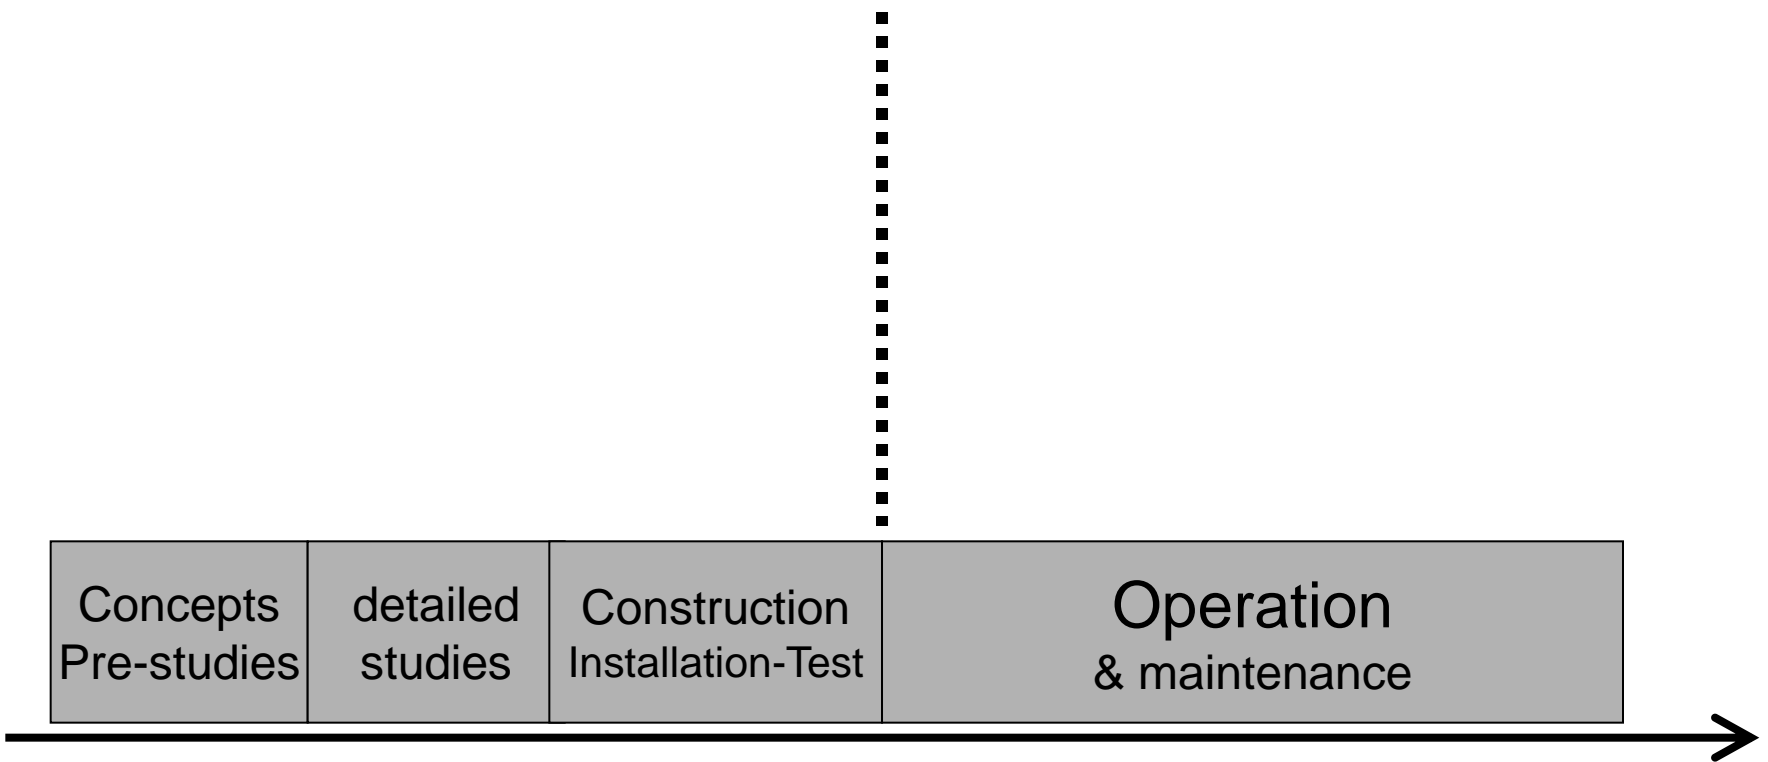 Concepts
Pre-studies
detailed
studies
Construction
Installation-Test
Operation
& maintenance